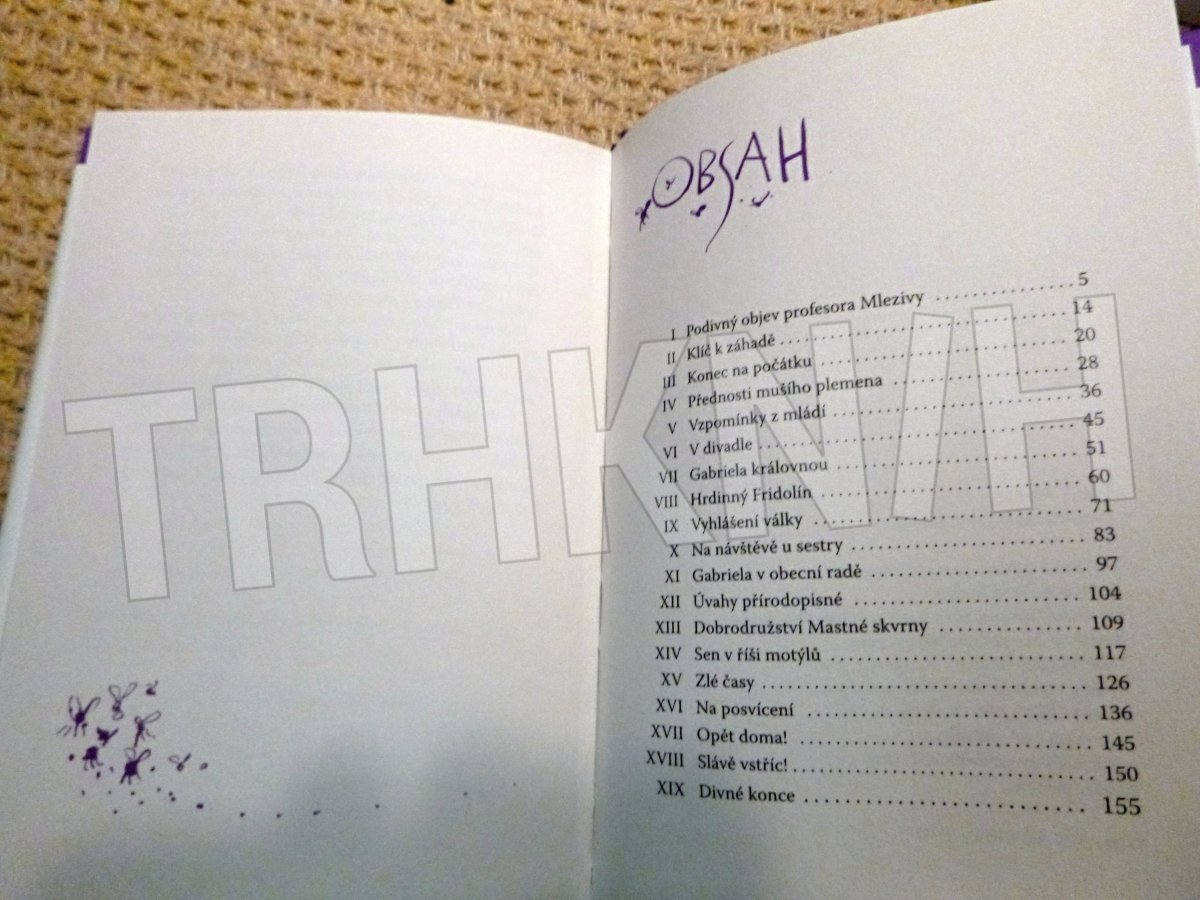 OBSAH
I Podivný objev profesora Mlezivy .................. 5
II Klíč k záhadě .................. 14
III Konec na počátku .................. 20
IV Přednosti mušího plemena .................. 28
V Vzpomínky z mládí .................. 36
VI V divadle .................. 45
VII Gabriela královnou .................. 51
VIII Hrdinný Fridolín .................. 60
IX Vyhlášení války .................. 71
X Na návštěvě u sestry .................. 83
XI Gabriela v obecní radě .................. 97
XII Úvahy přírodopisné .................. 104
XIII Dobrodružství Mastné skvrny .................. 109
XIV Sen v říši motýlů .................. 117
XV Zlé časy .................. 126
XVI Na posvícení .................. 136
XVII Opět doma! .................. 145
XVIII Slávě vstříc! .................. 150
XIX Divné konce .................. 155
TRHKNIH